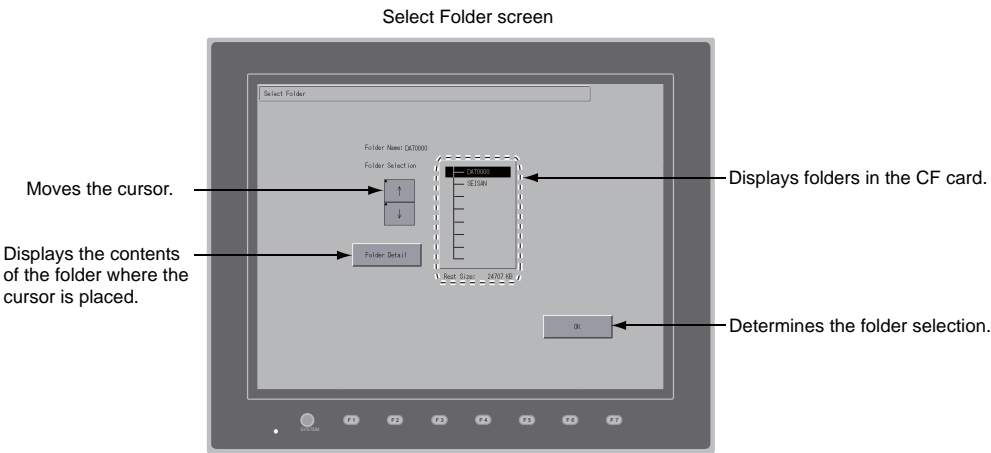 Select Folder screen
Select Folder
Folder Name: DAT0000
Folder Selection
DAT0000
SEISAN
↑
↓
Moves the cursor.
Displays folders in the CF card.
Displays the contents
of the folder where the
cursor is placed.
Folder Detail
Rest Size: 24707 KB
OK
Determines the folder selection.
SYSTEM
F1 F2 F3 F4 F5 F6 F7